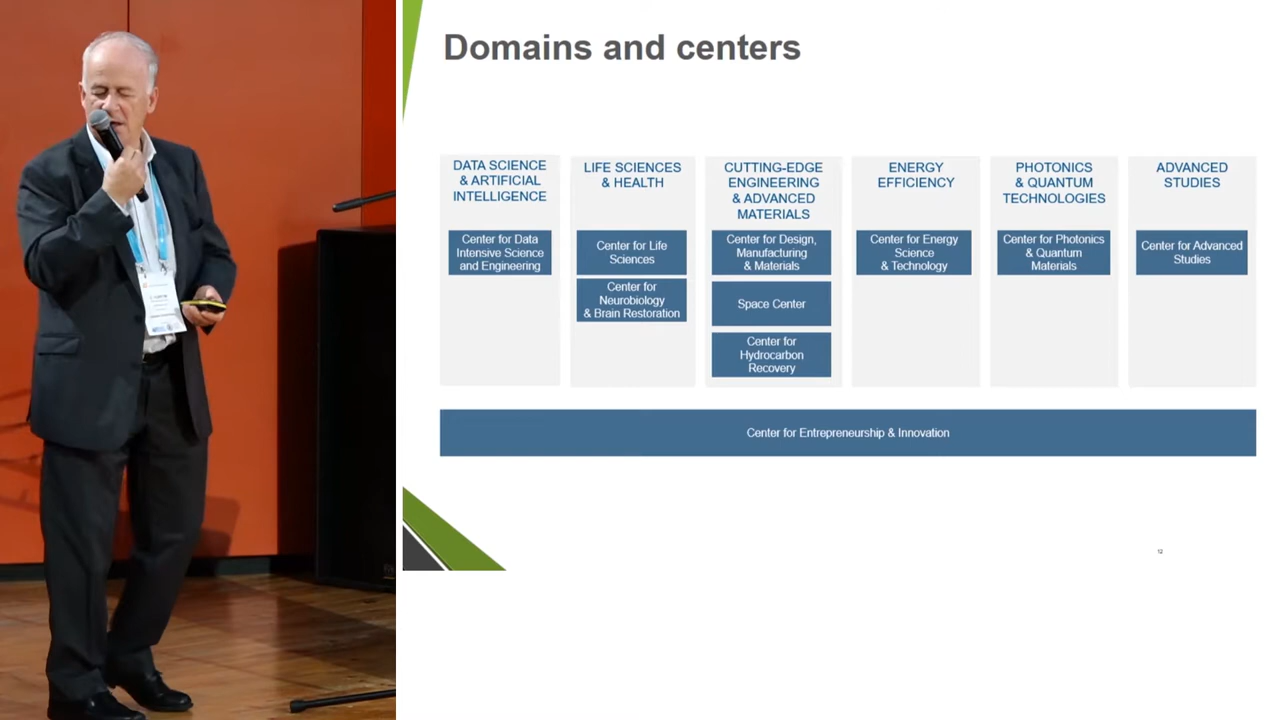 Domains and centers
DATA SCIENCE
& ARTIFICIAL
INTELLIGENCE
Center for Data
Intensive Science
and Engineering
LIFE SCIENCES
& HEALTH
Center for Life
Sciences
Center for
Neurobiology
& Brain Restoration
CUTTING-EDGE
ENGINEERING
& ADVANCED
MATERIALS
Center for Design,
Manufacturing
& Materials
Space Center
Center for
Hydrocarbon
Recovery
ENERGY
EFFICIENCY
Center for Energy
Science
& Technology
PHOTONICS
& QUANTUM
TECHNOLOGIES
Center for Photonics
& Quantum
Materials
ADVANCED
STUDIES
Center for Advanced
Studies
Center for Entrepreneurship & Innovation
12